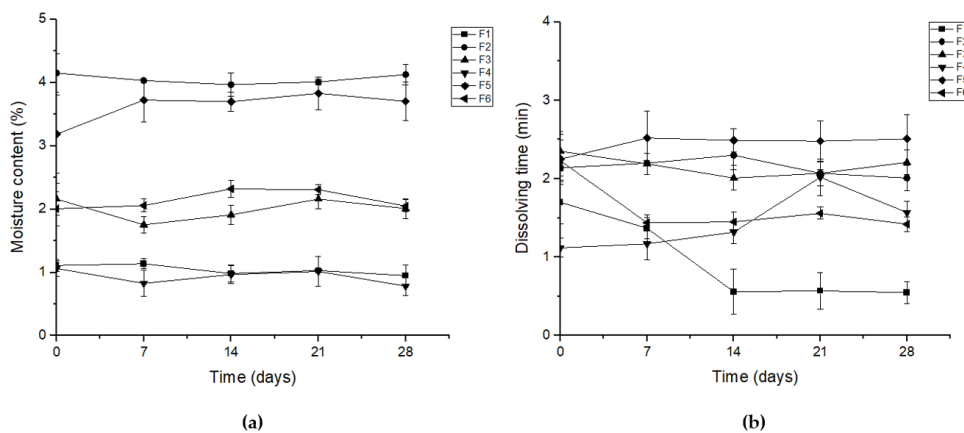 5
4
3
2
1
0
Moisture content (%)
0 7 14 21 28
Time (days)
F1
F2
F3
F4
F5
F6
(a)
4
3
2
1
0
Dissolving time (min)
0 7 14 21 28
Time (days)
F
F
F
F
F
F
(b)